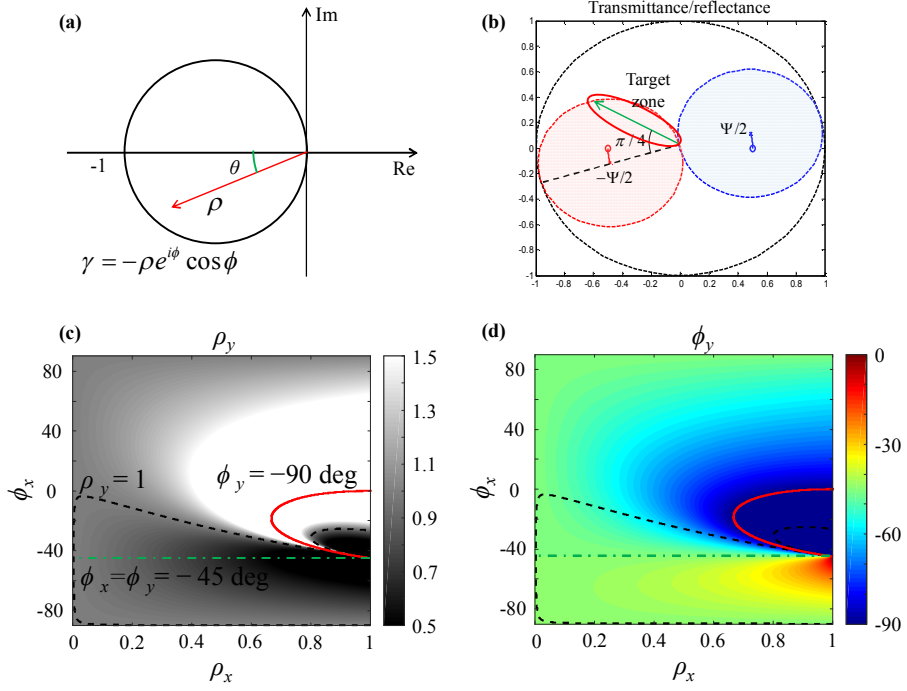 (a)
Im
-1
θ
Re
ρ
γ = −ρe^{iϕ} cosϕ
(b)
Transmittance/reflectance
1
0.8
0.6
0.4
0.2
0
-0.2
-0.4
-0.6
-0.8
-1
-1 -0.8 -0.6 -0.4 -0.2 0 0.2 0.4 0.6 0.8 1
Target
zone
π/4
Ψ/2
−Ψ/2
(c)
ρ_y
80
40
0
-40
-80
ϕ_x
0 0.2 0.4 0.6 0.8 1
ρ_x
ρ_y = 1
ϕ_y = −90 deg
ϕ_x = ϕ_y = −45 deg
1.5
1.3
1.1
0.9
0.7
0.5
(d)
ϕ_y
80
40
0
-40
-80
ϕ_x
0 0.2 0.4 0.6 0.8 1
ρ_x
0
-30
-60
-90